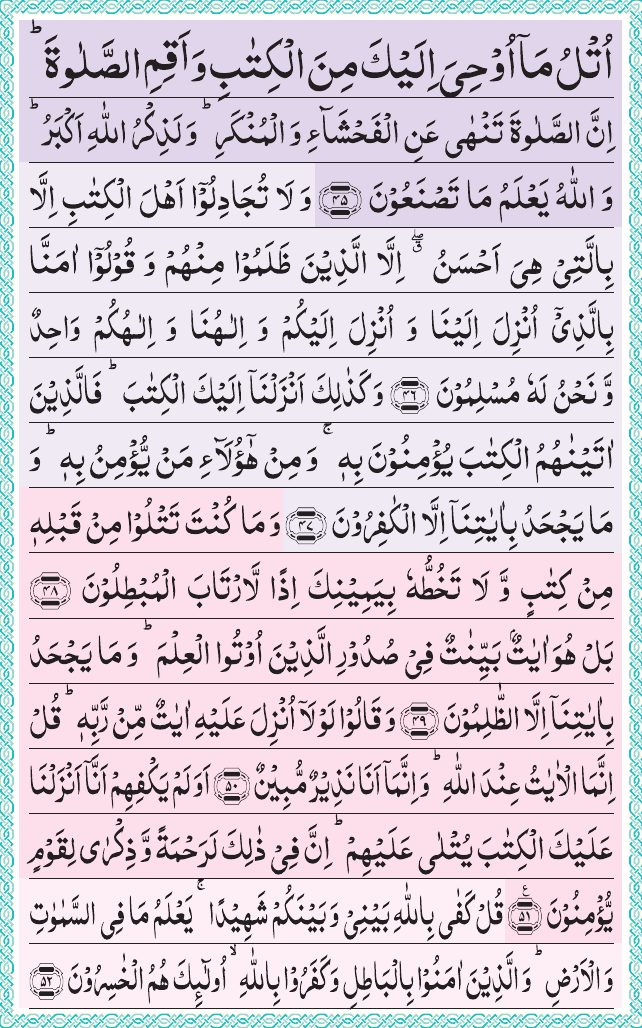 اُتۡلُ مَاۤ اُوۡحِىَ اِلَيۡكَ مِنَ الۡكِتٰبِ وَاَقِمِ الصَّلٰوةَ‌ ؕ
اِنَّ الصَّلٰوةَ تَنۡهٰى عَنِ الۡفَحۡشَآءِ وَالۡمُنۡكَرِ‌ؕ وَلَذِكۡرُ اللّٰهِ اَكۡبَرُ ‌ؕ
وَاللّٰهُ يَعۡلَمُ مَا تَصۡنَعُوۡنَ ﴿۴۵﴾ وَلَا تُجَادِلُوۡٓا اَهۡلَ الۡكِتٰبِ اِلَّا
بِالَّتِىۡ هِىَ اَحۡسَنُ ۖ ۗ اِلَّا الَّذِيۡنَ ظَلَمُوۡا مِنۡهُمۡ‌ وَقُوۡلُوۡٓا اٰمَنَّا
بِالَّذِىۡۤ اُنۡزِلَ اِلَيۡنَا وَاُنۡزِلَ اِلَيۡكُمۡ وَاِلٰهُنَا وَاِلٰهُكُمۡ وَاحِدٌ
وَّنَحۡنُ لَهٗ مُسۡلِمُوۡنَ ﴿۴۶﴾ وَكَذٰلِكَ اَنۡزَلۡنَاۤ اِلَيۡكَ الۡكِتٰبَ‌ؕ فَالَّذِيۡنَ
اٰتَيۡنٰهُمُ الۡكِتٰبَ يُؤۡمِنُوۡنَ بِهٖ‌ۚ وَمِنۡ هٰٓؤُلَاۤءِ مَنۡ يُّؤۡمِنُ بِهٖ‌ؕ وَ
مَا يَجۡحَدُ بِاٰيٰتِنَاۤ اِلَّا الۡكٰفِرُوۡنَ ﴿۴۷﴾ وَمَا كُنۡتَ تَتۡلُوۡا مِنۡ قَبۡلِهٖ
مِنۡ كِتٰبٍ وَّلَا تَخُطُّهٗ بِيَمِيۡنِكَ‌ اِذًا لَّارۡتَابَ الۡمُبۡطِلُوۡنَ ﴿۴۸﴾
بَلۡ هُوَ اٰيٰتٌۢ بَيِّنٰتٌ فِىۡ صُدُوۡرِ الَّذِيۡنَ اُوۡتُوا الۡعِلۡمَ‌ؕ وَمَا يَجۡحَدُ
بِاٰيٰتِنَاۤ اِلَّا الظّٰلِمُوۡنَ ﴿۴۹﴾ وَقَالُوۡا لَوۡلَاۤ اُنۡزِلَ عَلَيۡهِ اٰيٰتٌ مِّنۡ رَّبِّهٖ‌ؕ قُلۡ
اِنَّمَا الۡاٰيٰتُ عِنۡدَ اللّٰهِ‌ؕ وَاِنَّمَاۤ اَنَا نَذِيۡرٌ مُّبِيۡنٌ ﴿۵۰﴾ اَوَلَمۡ يَكۡفِهِمۡ اَنَّاۤ اَنۡزَلۡنَا
عَلَيۡكَ الۡكِتٰبَ يُتۡلٰى عَلَيۡهِمۡ‌ؕ اِنَّ فِىۡ ذٰلِكَ لَرَحۡمَةً وَّذِكۡرٰى لِقَوۡمٍ
يُّؤۡمِنُوۡنَ ﴿۵۱﴾ ع قُلۡ كَفٰى بِاللّٰهِ بَيۡنِىۡ وَبَيۡنَكُمۡ شَهِيۡدًا ‌ۚ يَعۡلَمُ مَا فِى السَّمٰوٰتِ
وَالۡاَرۡضِ‌ؕ وَالَّذِيۡنَ اٰمَنُوۡا بِالۡبَاطِلِ وَكَفَرُوۡا بِاللّٰهِۙ اُولٰٓٮِٕكَ هُمُ الۡخٰسِرُوۡنَ ﴿۵۲﴾